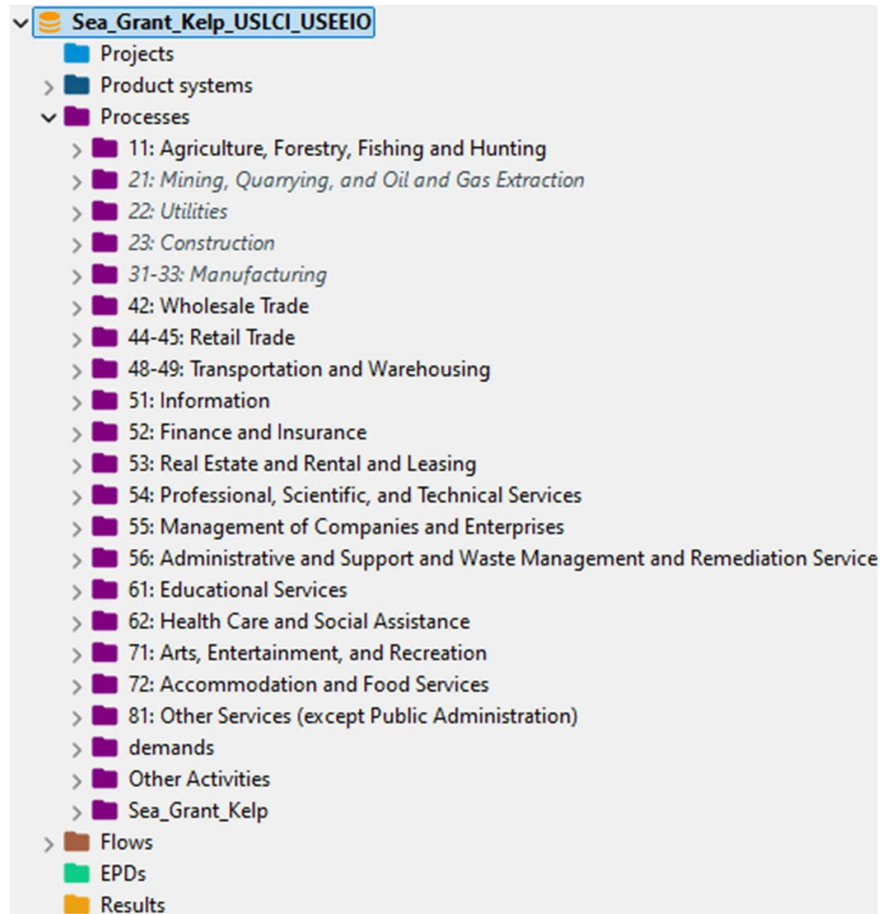 Sea_Grant_Kelp_USLCI_USEEIO
Projects
Product systems
Processes
11: Agriculture, Forestry, Fishing and Hunting
21: Mining, Quarrying, and Oil and Gas Extraction
22: Utilities
23: Construction
31-33: Manufacturing
42: Wholesale Trade
44-45: Retail Trade
48-49: Transportation and Warehousing
51: Information
52: Finance and Insurance
53: Real Estate and Rental and Leasing
54: Professional, Scientific, and Technical Services
55: Management of Companies and Enterprises
56: Administrative and Support and Waste Management and Remediation Service
61: Educational Services
62: Health Care and Social Assistance
71: Arts, Entertainment, and Recreation
72: Accommodation and Food Services
81: Other Services (except Public Administration)
demands
Other Activities
Sea_Grant_Kelp
Flows
EPDs
Results